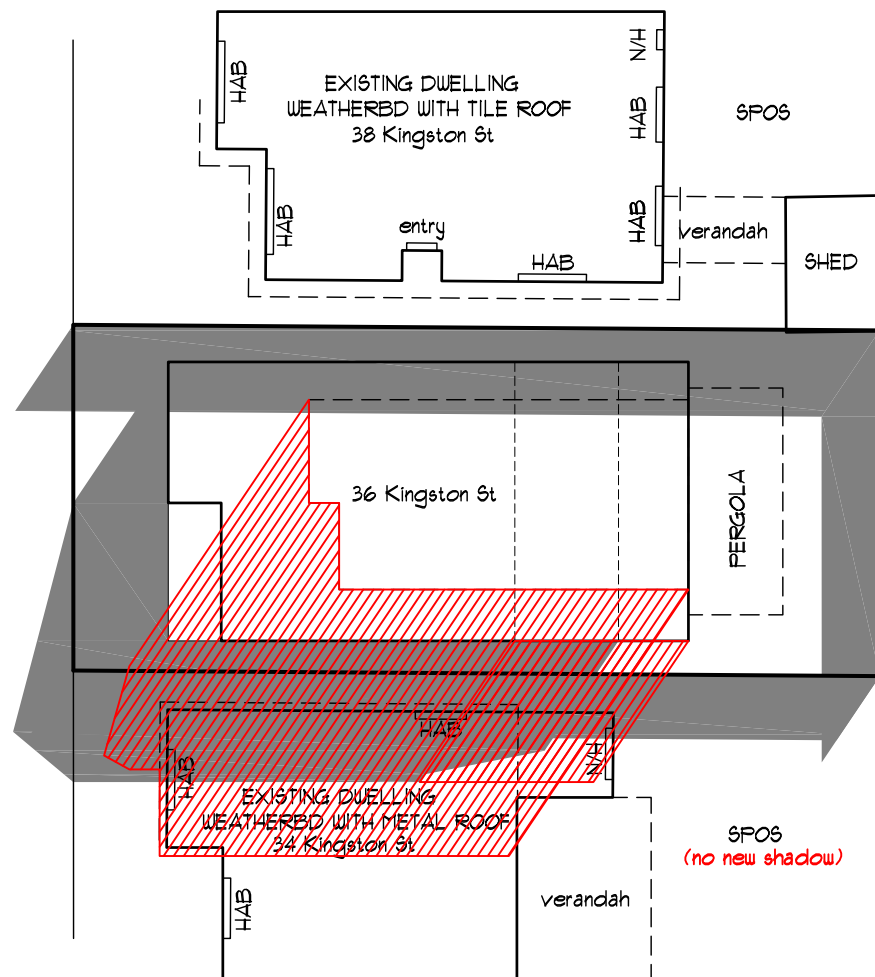 N/H
HAB
EXISTING DWELLING
WEATHERBD WITH TILE ROOF
38 Kingston St
HAB
SPOS
HAB
HAB
entry
verandah
HAB
SHED
36 Kingston St
PERGOLA
HAB
HAB
N/H
EXISTING DWELLING
WEATHERBD WITH METAL ROOF
34 Kingston St
SPOS
(no new shadow)
HAB
verandah